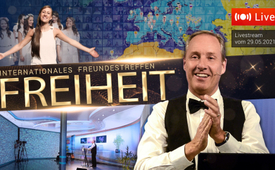 Live
Livestream
vom 29.05.2021
INTERNATIONALES FREUNDESTREFFEN
FREIHEIT